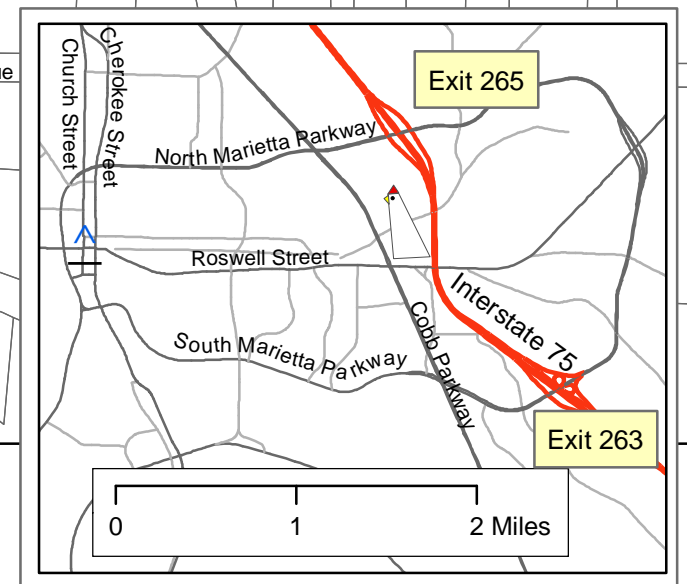 ue
Church Street
Cherokee Street
Exit 265
North Marietta Parkway
Roswell Street
Interstate 75
South Marietta Parkway
Cobb Parkway
Exit 263
0 1 2 Miles